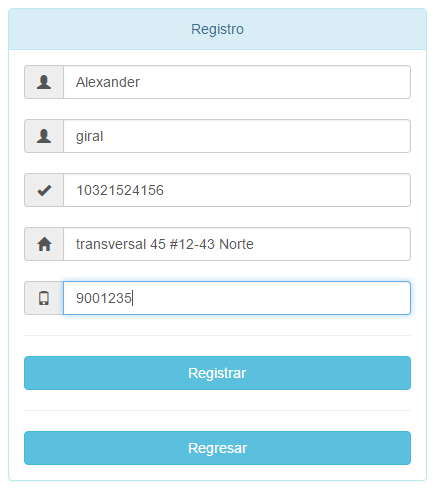 Registro
Alexander
giral
10321524156
transversal 45 #12-43 Norte
9001235
Registrar
Regresar